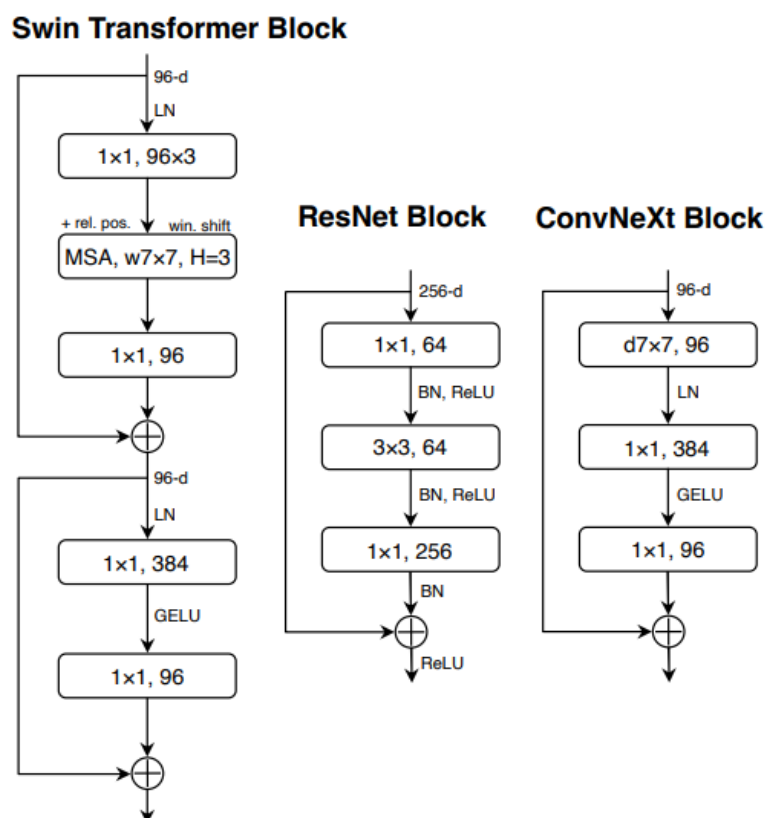 Swin Transformer Block
96-d
LN
1×1, 96×3
+ rel. pos. win. shift
MSA, w7×7, H=3
1×1, 96
96-d
LN
1×1, 384
GELU
1×1, 96
ResNet Block
256-d
1×1, 64
BN, ReLU
3×3, 64
BN, ReLU
1×1, 256
BN
ReLU
ConvNeXt Block
96-d
d7×7, 96
LN
1×1, 384
GELU
1×1, 96